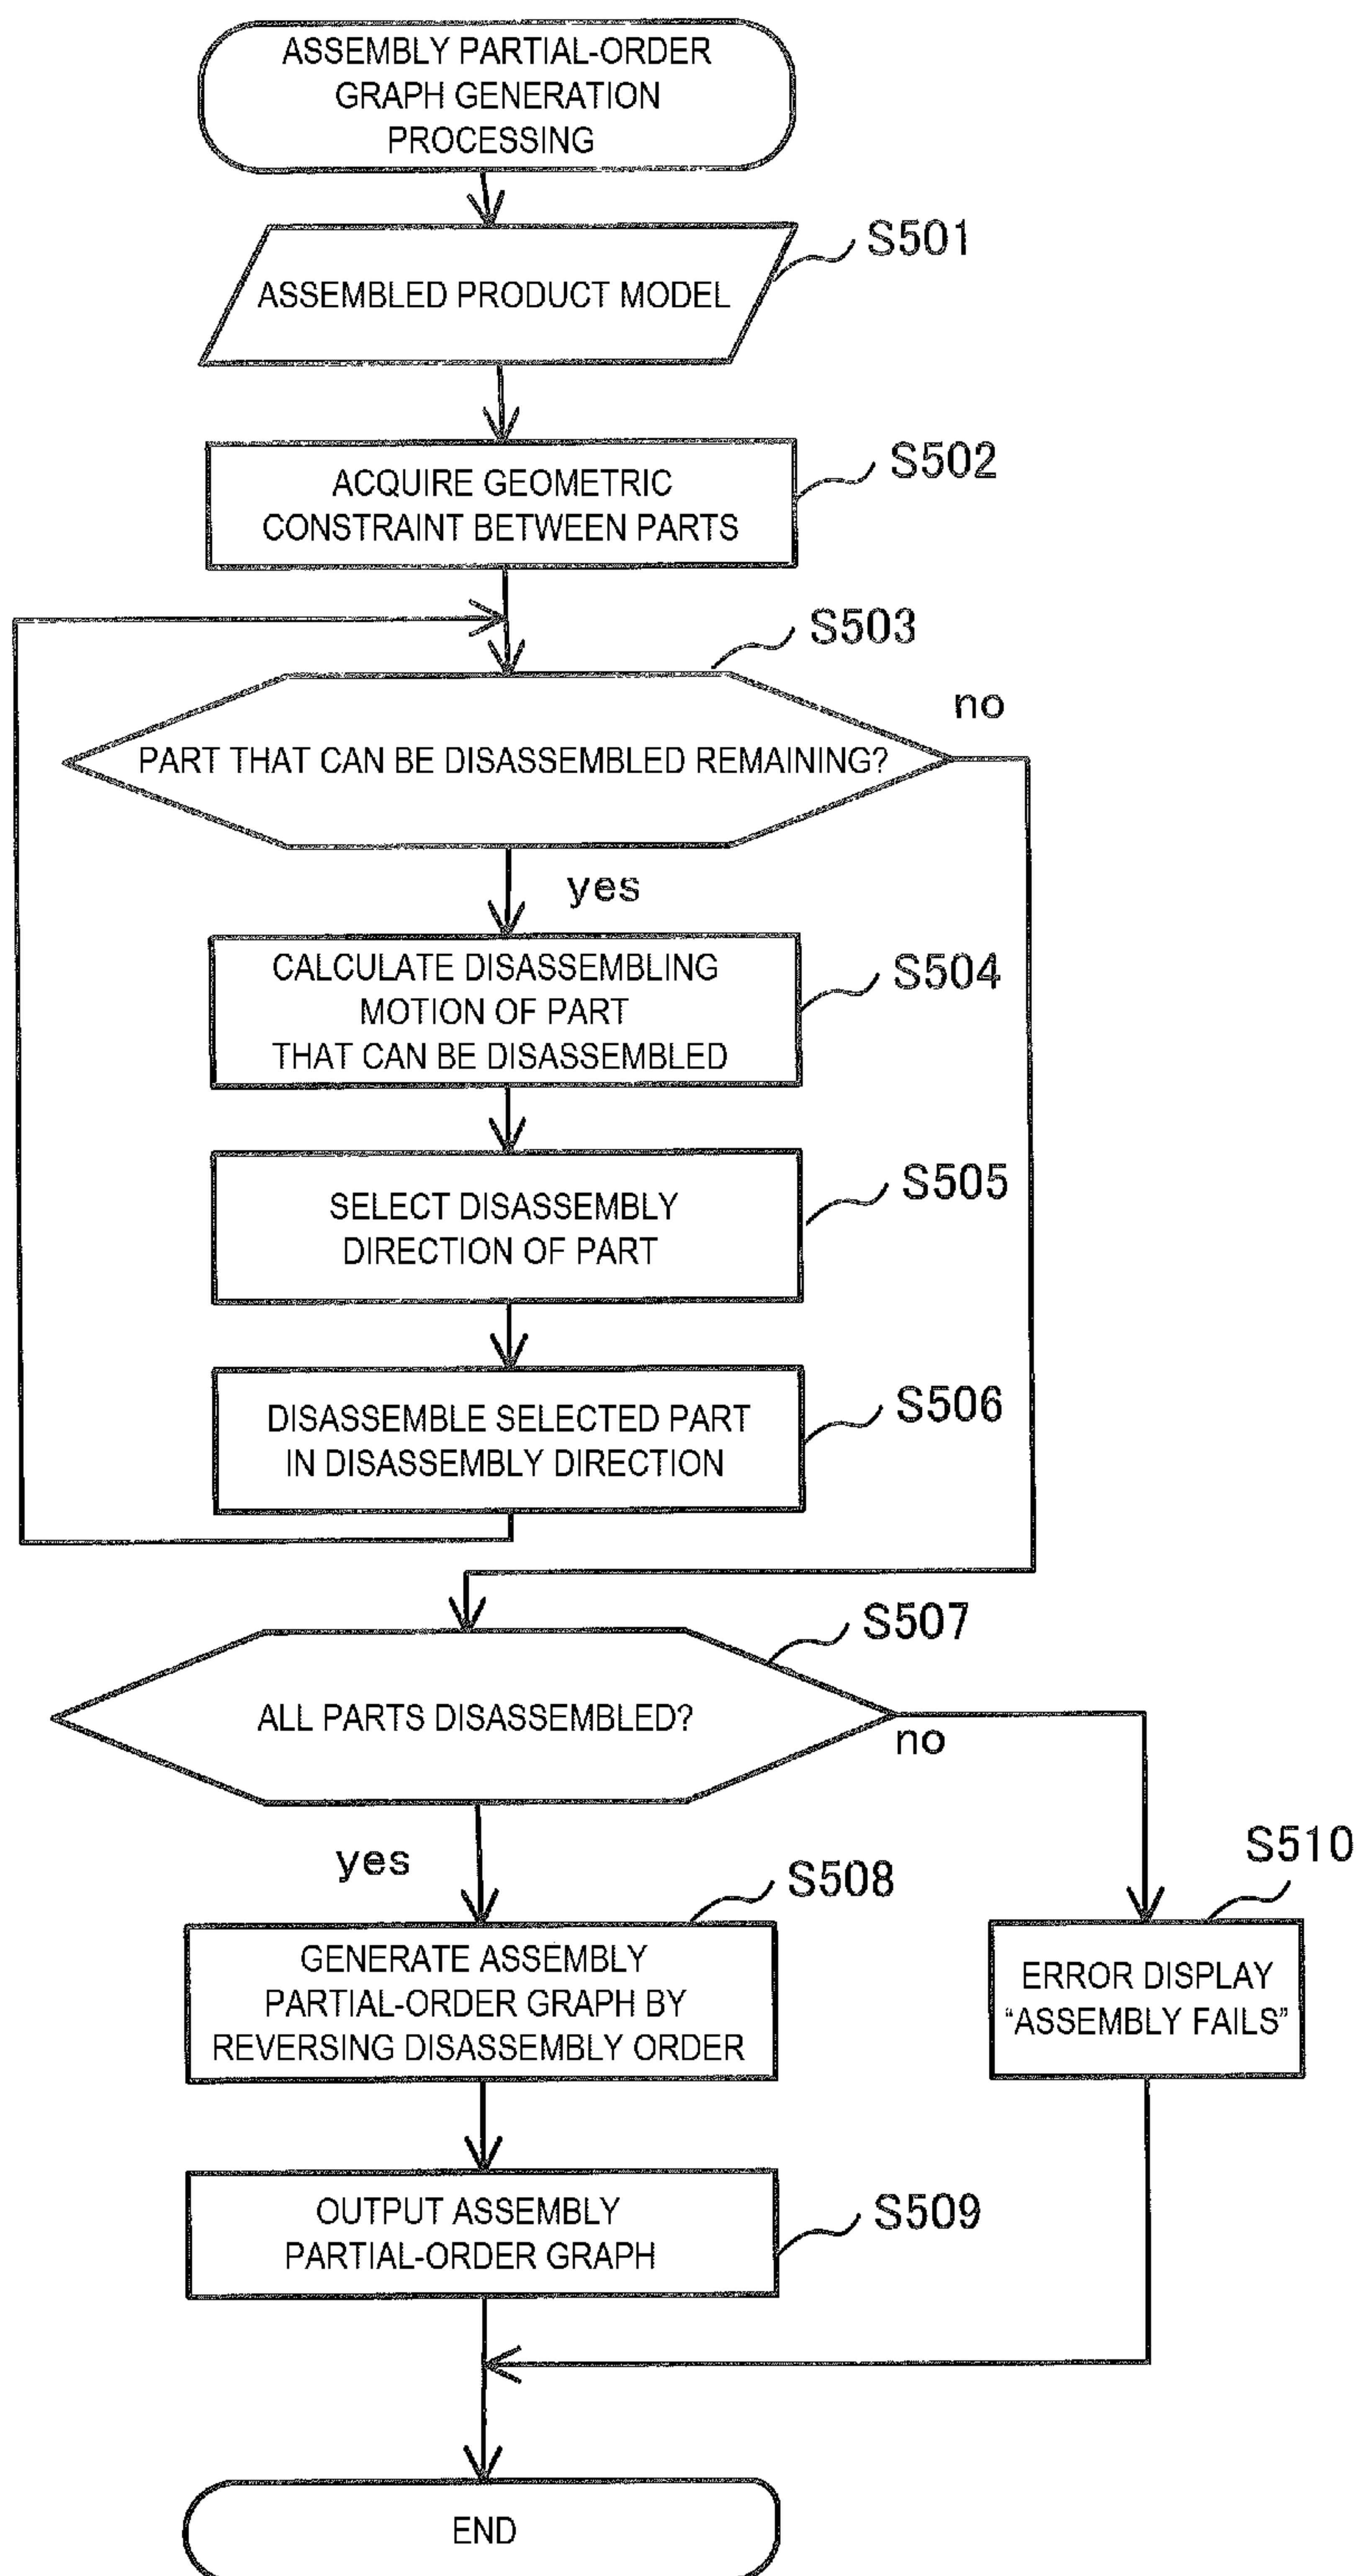 ASSEMBLY PARTIAL-ORDER
GRAPH GENERATION
PROCESSING
S501
ASSEMBLED PRODUCT MODEL
S502
ACQUIRE GEOMETRIC
CONSTRAINT BETWEEN PARTS
S503
no
PART THAT CAN BE DISASSEMBLED REMAINING?
yes
CALCULATE DISASSEMBLING
MOTION OF PART
THAT CAN BE DISASSEMBLED
S504
SELECT DISASSEMBLY
DIRECTION OF PART
S505
DISASSEMBLE SELECTED PART
IN DISASSEMBLY DIRECTION
S506
S507
ALL PARTS DISASSEMBLED?
no
yes
S508
GENERATE ASSEMBLY
PARTIAL-ORDER GRAPH BY
REVERSING DISASSEMBLY ORDER
S510
ERROR DISPLAY
“ASSEMBLY FAILS”
OUTPUT ASSEMBLY
PARTIAL-ORDER GRAPH
S509
END